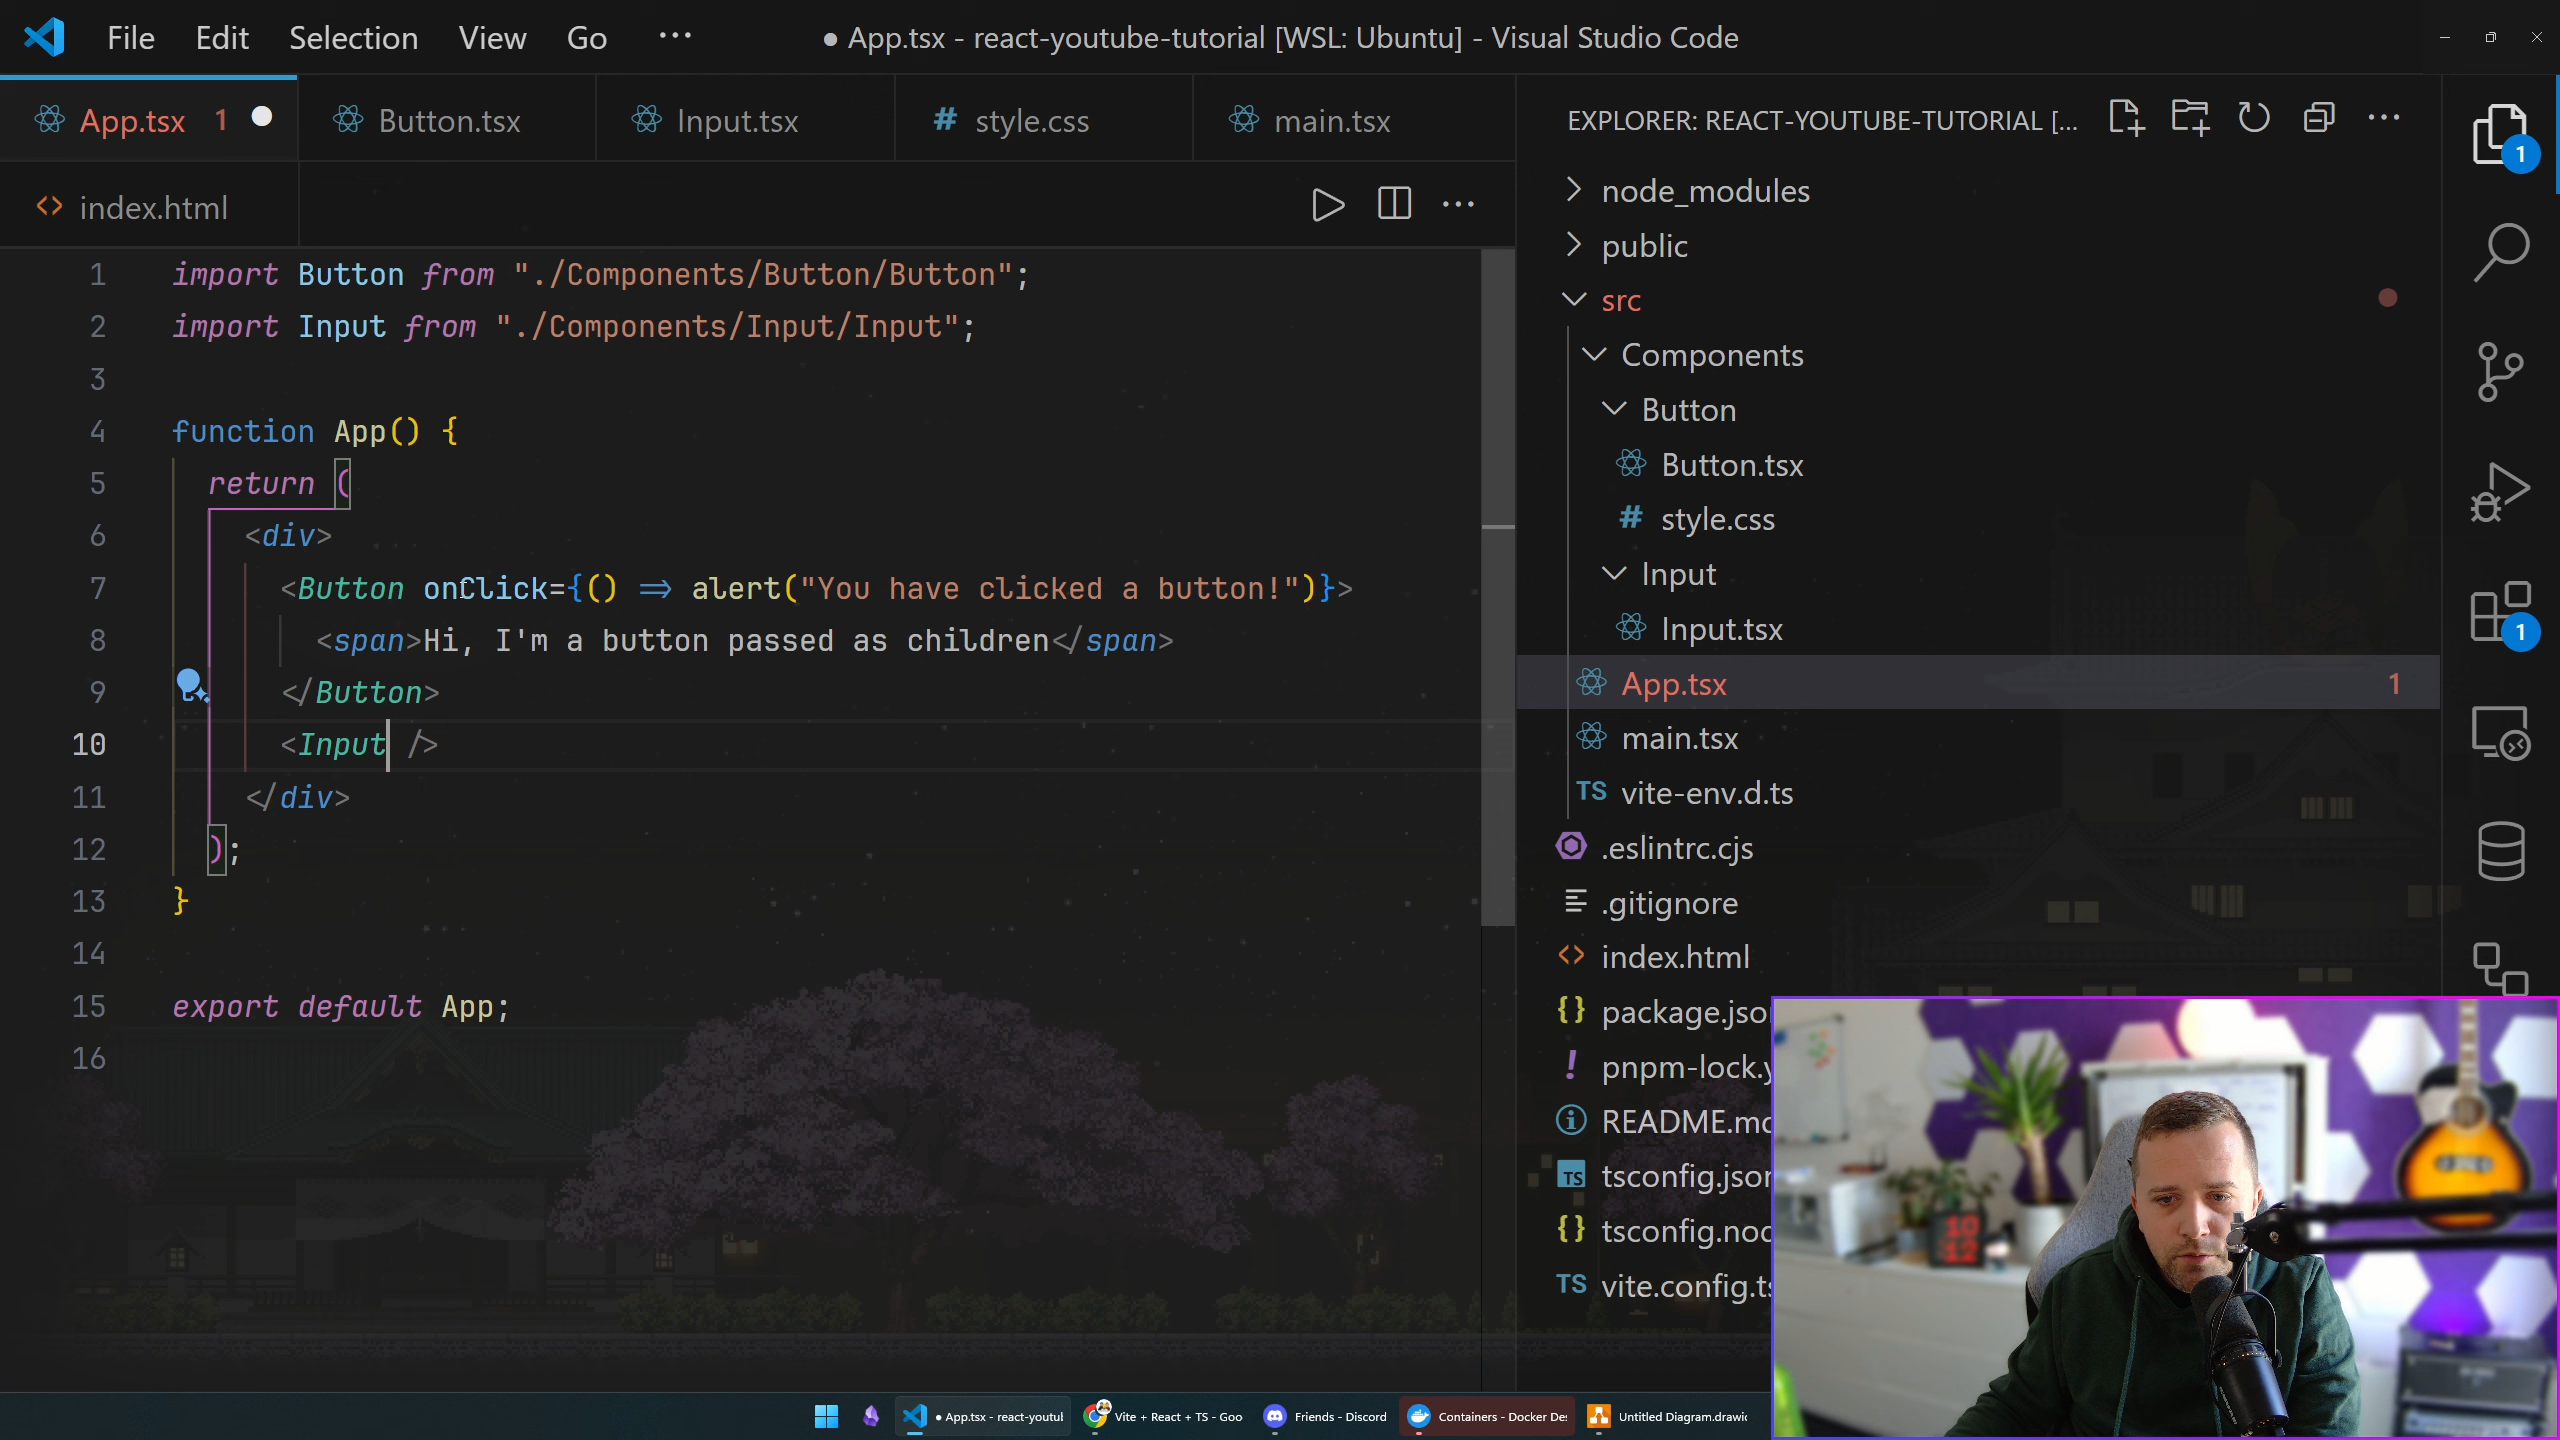 File Edit Selection View Go ···
● App.tsx - react-youtube-tutorial [WSL: Ubuntu] - Visual Studio Code
App.tsx 1 ●
Button.tsx
Input.tsx
# style.css
main.tsx
<> index.html
1 import Button from "./Components/Button/Button";
2 import Input from "./Components/Input/Input";
3
4 function App() {
5 return (
6 <div>
7 <Button onClick={() => alert("You have clicked a button!")}>
8 <span>Hi, I'm a button passed as children</span>
9 </Button>
10 <Input />
11 </div>
12 );
13 }
14
15 export default App;
16
EXPLORER: REACT-YOUTUBE-TUTORIAL [...
node_modules
public
src
Components
Button
Button.tsx
# style.css
Input
Input.tsx
App.tsx 1
main.tsx
TS vite-env.d.ts
.eslintrc.cjs
.gitignore
<> index.html
{} package.json
! pnpm-lock.y
README.md
TS tsconfig.json
{} tsconfig.nod
TS vite.config.ts
1
1
10
12
● App.tsx - react-youtul
Vite + React + TS - Goo
Friends - Discord
Containers - Docker De
Untitled Diagram.drawic